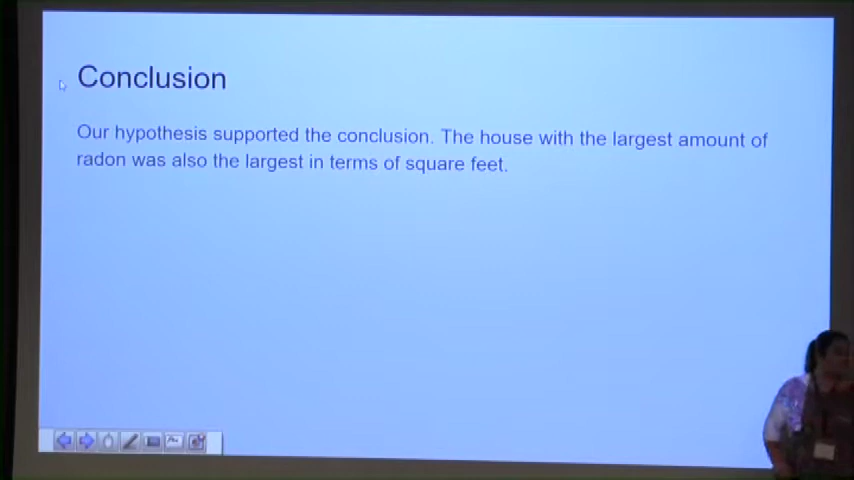 Conclusion
Our hypothesis supported the conclusion. The house with the largest amount of
radon was also the largest in terms of square feet.